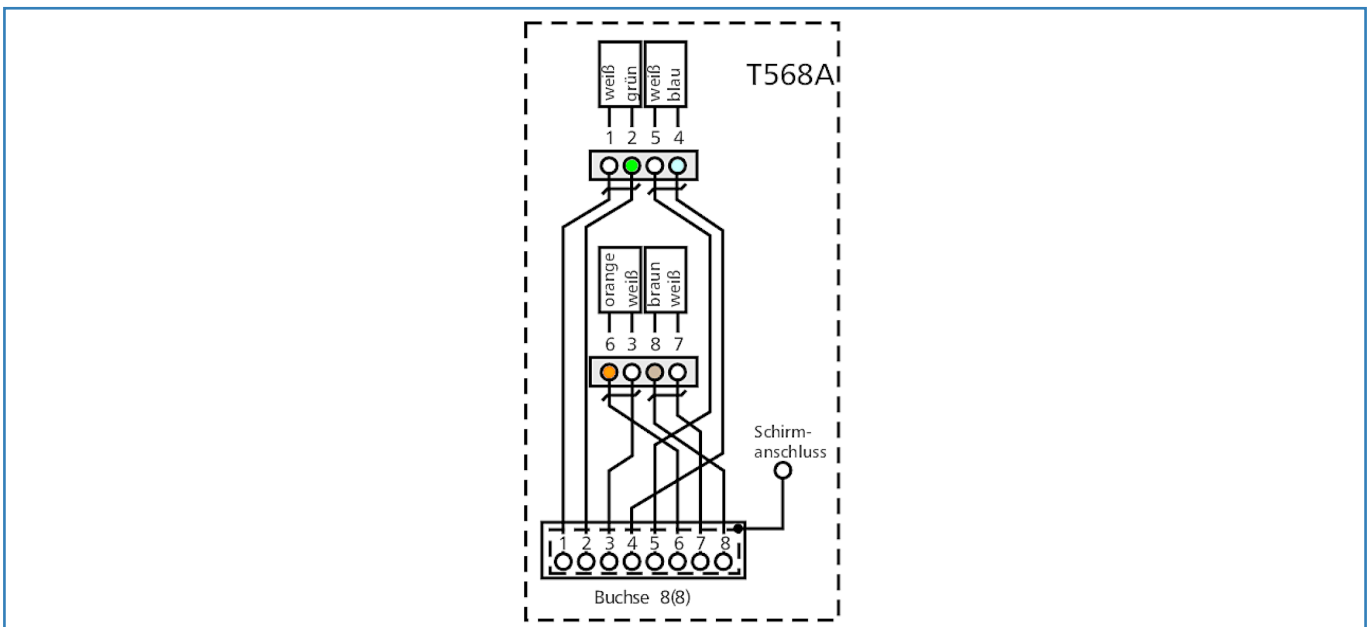 T568A
weiß grün weiß blau
1 2 5 4
orange weiß braun weiß
6 3 8 7
Schirm-
anschluss
1 2 3 4 5 6 7 8
Buchse 8(8)